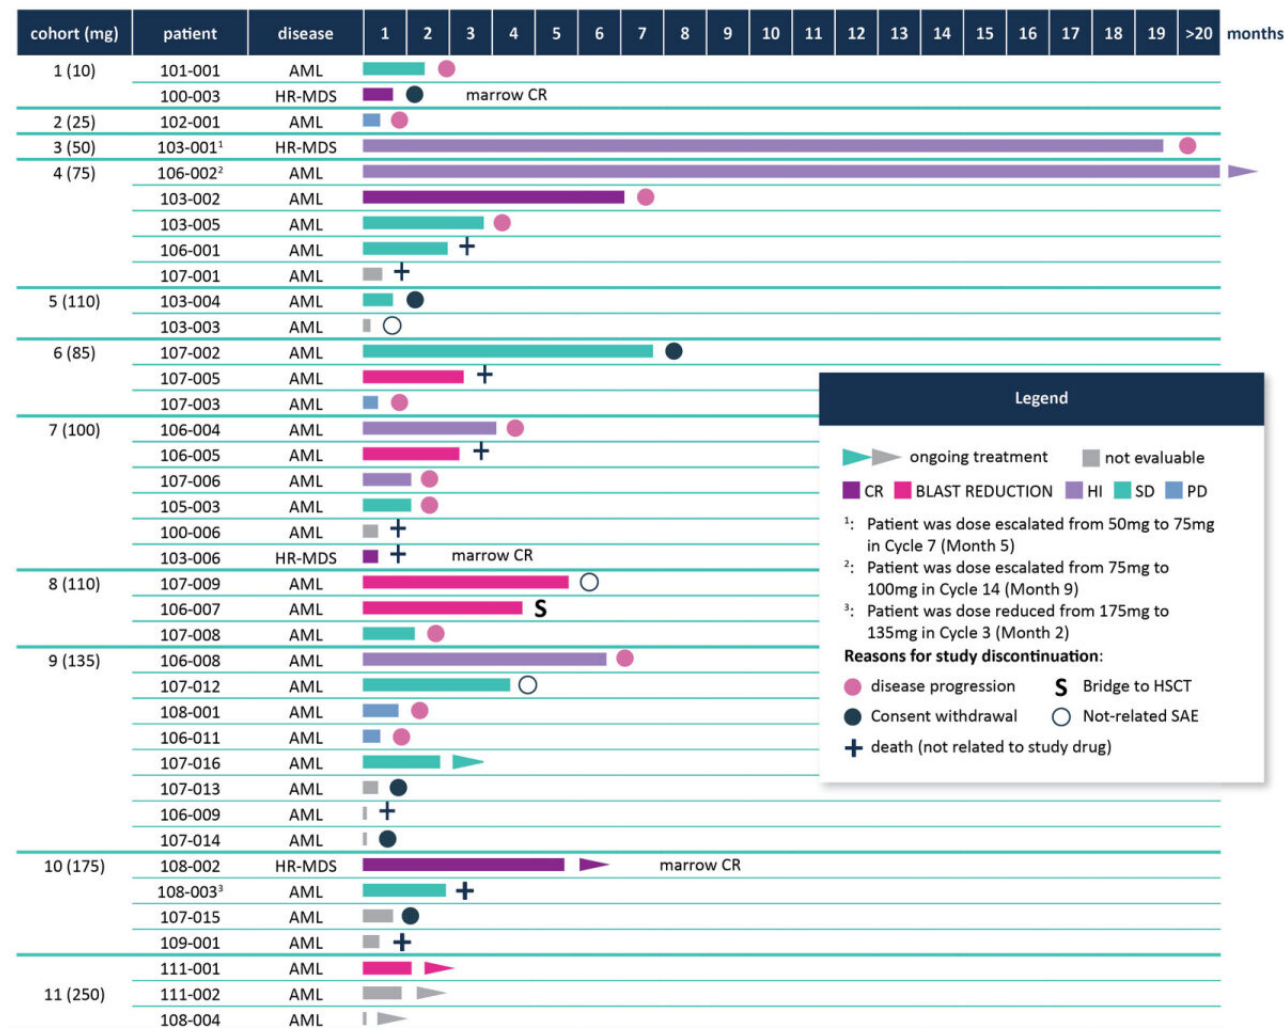 cohort (mg) patient disease 1 2 3 4 5 6 7 8 9 10 11 12 13 14 15 16 17 18 19 >20 months
1 (10) 101-001 AML
100-003 HR-MDS marrow CR
2 (25) 102-001 AML
3 (50) 103-001¹ HR-MDS
4 (75) 106-002² AML
103-002 AML
103-005 AML
106-001 AML
107-001 AML
5 (110) 103-004 AML
103-003 AML
6 (85) 107-002 AML
107-005 AML
107-003 AML
7 (100) 106-004 AML
106-005 AML
107-006 AML
105-003 AML
100-006 AML
103-006 HR-MDS marrow CR
8 (110) 107-009 AML
106-007 AML S
107-008 AML
9 (135) 106-008 AML
107-012 AML
108-001 AML
106-011 AML
107-016 AML
107-013 AML
106-009 AML
107-014 AML
10 (175) 108-002 HR-MDS marrow CR
108-003³ AML
107-015 AML
109-001 AML
111-001 AML
11 (250) 111-002 AML
108-004 AML
Legend
ongoing treatment not evaluable
CR BLAST REDUCTION HI SD PD
¹: Patient was dose escalated from 50mg to 75mg
in Cycle 7 (Month 5)
²: Patient was dose escalated from 75mg to
100mg in Cycle 14 (Month 9)
³: Patient was dose reduced from 175mg to
135mg in Cycle 3 (Month 2)
Reasons for study discontinuation:
disease progression S Bridge to HSCT
Consent withdrawal Not-related SAE
death (not related to study drug)